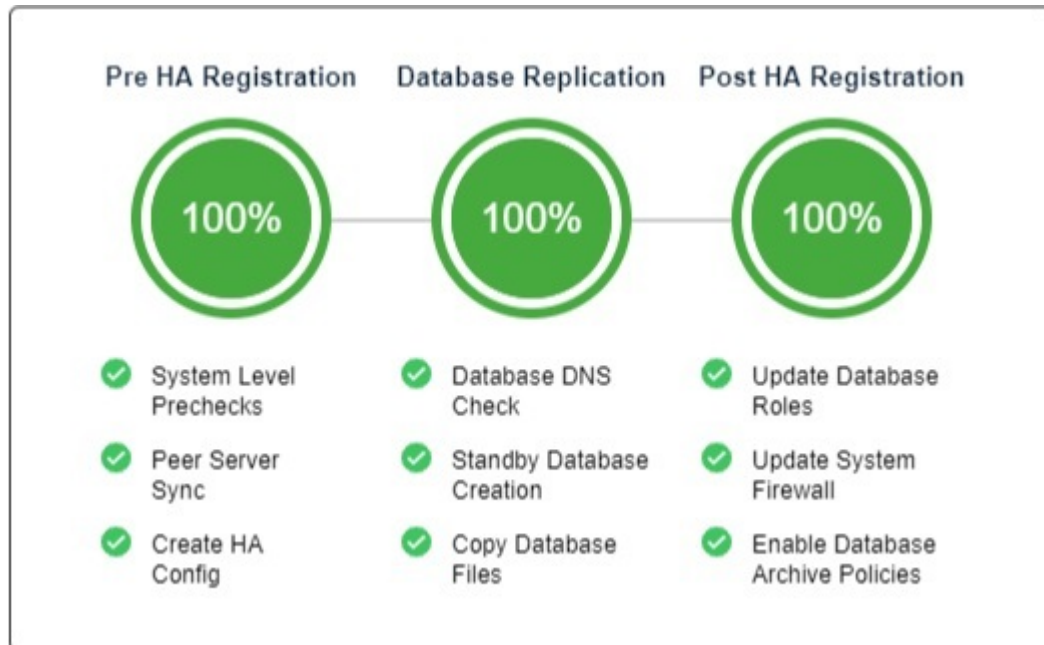 Pre HA Registration
Database Replication
Post HA Registration
100%
100%
100%
System Level
Prechecks
Peer Server
Sync
Create HA
Config
Database DNS
Check
Standby Database
Creation
Copy Database
Files
Update Database
Roles
Update System
Firewall
Enable Database
Archive Policies